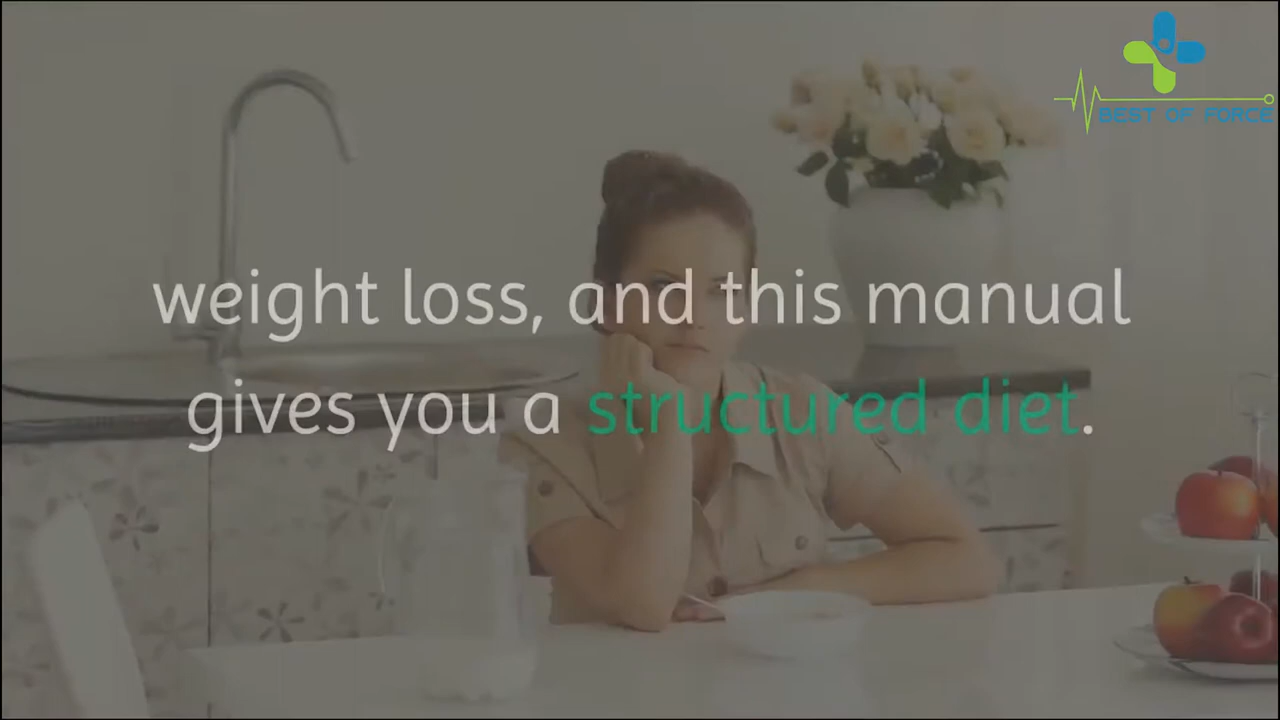 BEST OF FORCE
weight loss, and this manual
gives you a structured diet.